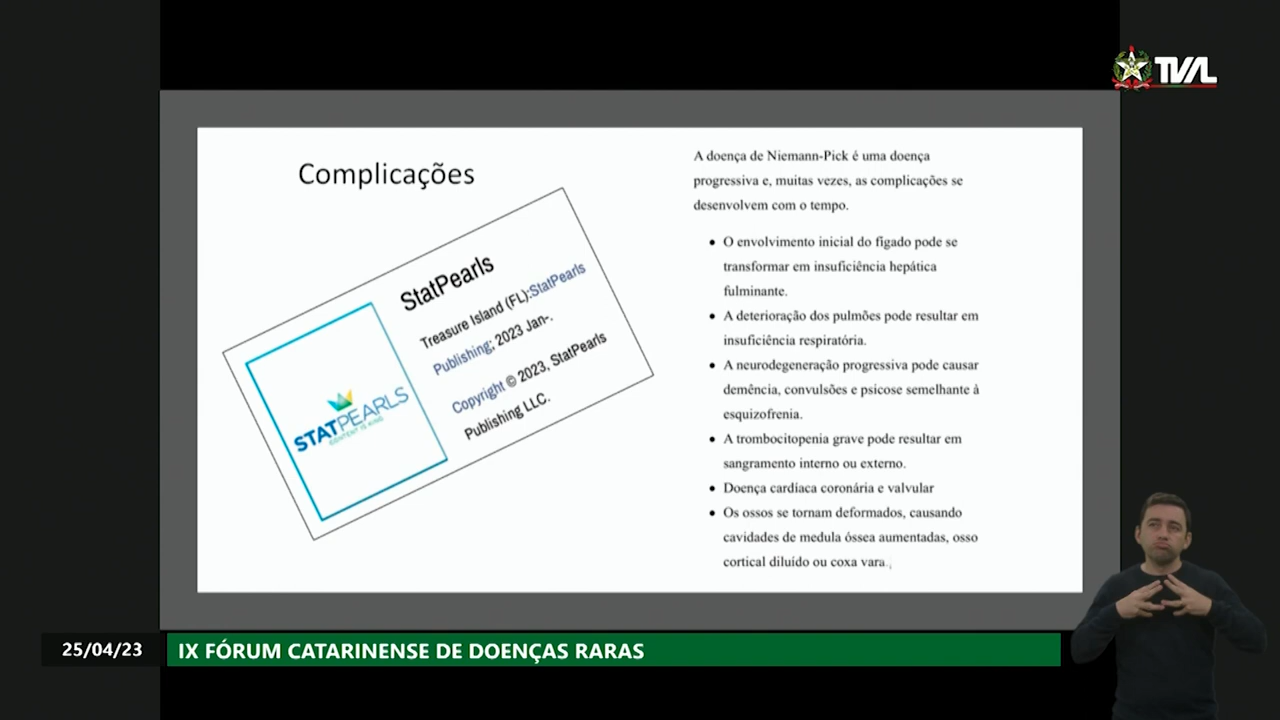 TVAL
Complicações
StatPearls
Treasure Island (FL):StatPearls
Publishing; 2023 Jan-.
Copyright © 2023, StatPearls
Publishing LLC.
STATPEARLS
CONTENT IS KING
A doença de Niemann-Pick é uma doença
progressiva e, muitas vezes, as complicações se
desenvolvem com o tempo.
• O envolvimento inicial do fígado pode se
transformar em insuficiência hepática
fulminante.
• A deterioração dos pulmões pode resultar em
insuficiência respiratória.
• A neurodegeneração progressiva pode causar
demência, convulsões e psicose semelhante à
esquizofrenia.
• A trombocitopenia grave pode resultar em
sangramento interno ou externo.
• Doença cardíaca coronária e valvular
• Os ossos se tornam deformados, causando
cavidades de medula óssea aumentadas, osso
cortical diluído ou coxa vara.
25/04/23
IX FÓRUM CATARINENSE DE DOENÇAS RARAS